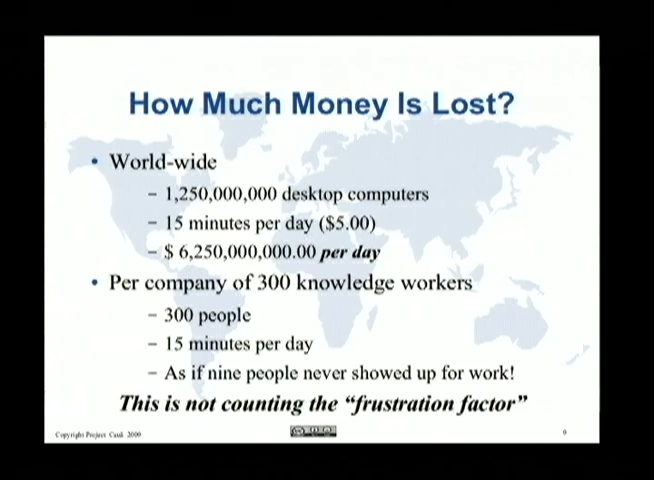 How Much Money Is Lost?
• World-wide
– 1,250,000,000 desktop computers
– 15 minutes per day ($5.00)
– $ 6,250,000,000.00 per day
• Per company of 300 knowledge workers
– 300 people
– 15 minutes per day
– As if nine people never showed up for work!
This is not counting the “frustration factor”
Copyright Project Cauã 2009
9